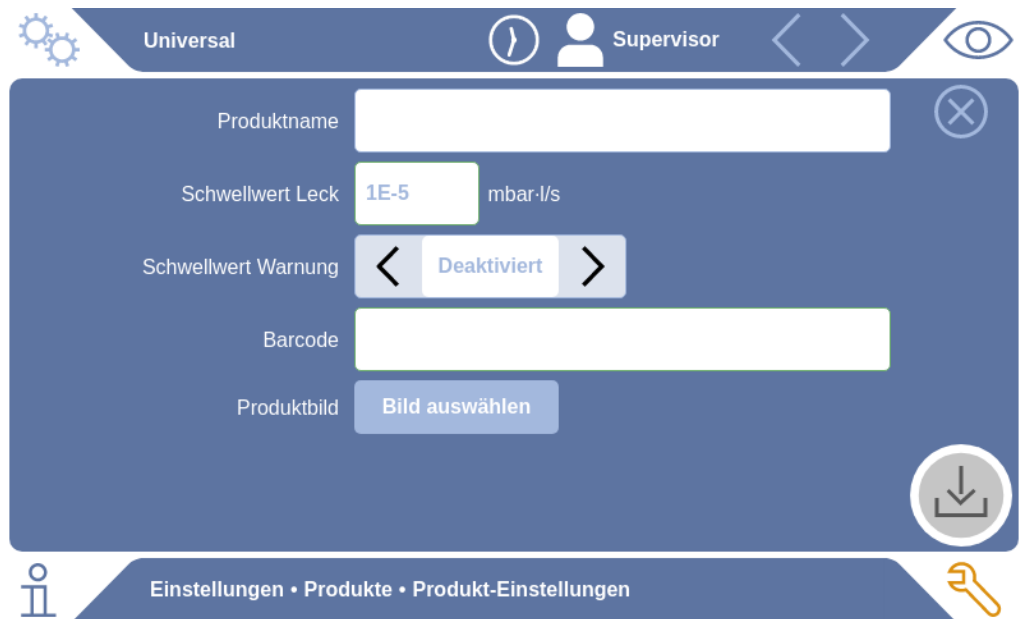 Universal
Supervisor
Produktname
Schwellwert Leck 1E-5 mbar·l/s
Schwellwert Warnung Deaktiviert
Barcode
Produktbild Bild auswählen
Einstellungen • Produkte • Produkt-Einstellungen